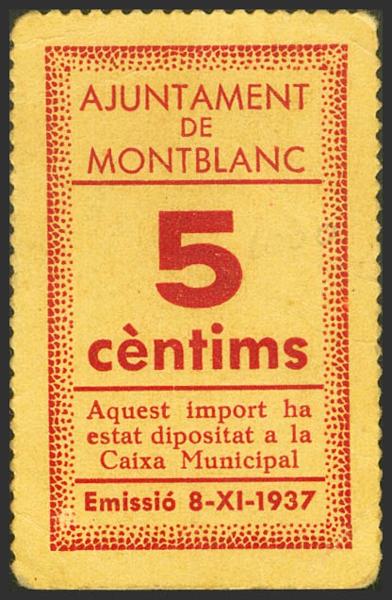 AJUNTAMENT
DE
MONTBLANC
5
cèntims
Aquest import ha
estat dipositat a la
Caixa Municipal
Emissió 8-XI-1937